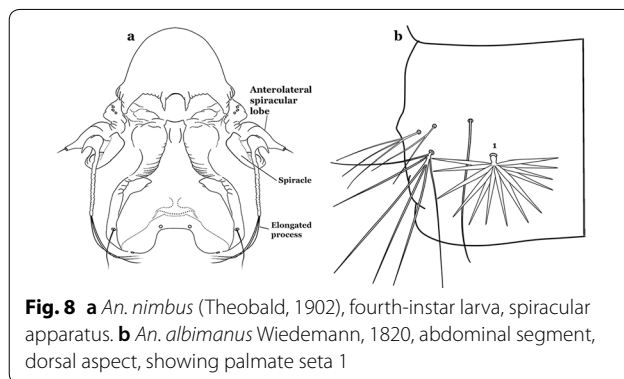 a
b
Anterolateral
spiracular
lobe
1
Spiracle
Elongated
process
Fig. 8 a An. nimbus (Theobald, 1902), fourth-instar larva, spiracular
apparatus. b An. albimanus Wiedemann, 1820, abdominal segment,
dorsal aspect, showing palmate seta 1